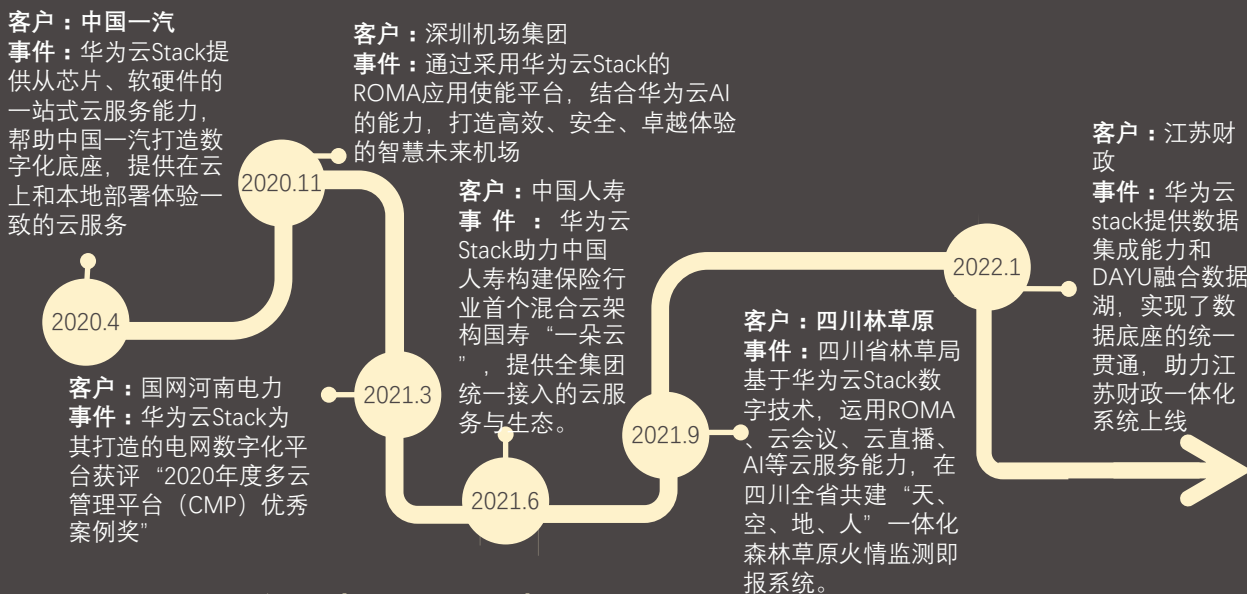 客户：中国一汽
事件：华为云Stack提
供从芯片、软硬件的
一站式云服务能力，
帮助中国一汽打造数
字化底座，提供在云
上和本地部署体验一
致的云服务
2020.4
客户：深圳机场集团
事件：通过采用华为云Stack的
ROMA应用使能平台，结合华为云AI
的能力，打造高效、安全、卓越体验
的智慧未来机场
2020.11
客户：国网河南电力
事件：华为云Stack为
其打造的电网数字化平
台获评“2020年度多云
管理平台（CMP）优秀
案例奖”
2021.3
客户：中国人寿
事件：华为云
Stack助力中国
人寿构建保险行
业首个混合云架
构国寿“一朵云
”，提供全集团
统一接入的云服
务与生态。
2021.6
客户：四川林草原
事件：四川省林草局
基于华为云Stack数
字技术，运用ROMA
、云会议、云直播、
AI等云服务能力，在
四川全省共建“天、
空、地、人”一体化
森林草原火情监测即
报系统。
2021.9
客户：江苏财
政
事件：华为云
stack提供数据
集成能力和
DAYU融合数据
湖，实现了数
据底座的统一
贯通，助力江
苏财政一体化
系统上线
2022.1